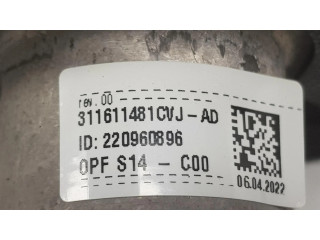 rev. 00
311611481CVJ-AD
ID: 220960896
OPF S14 - C00
06.04.2022